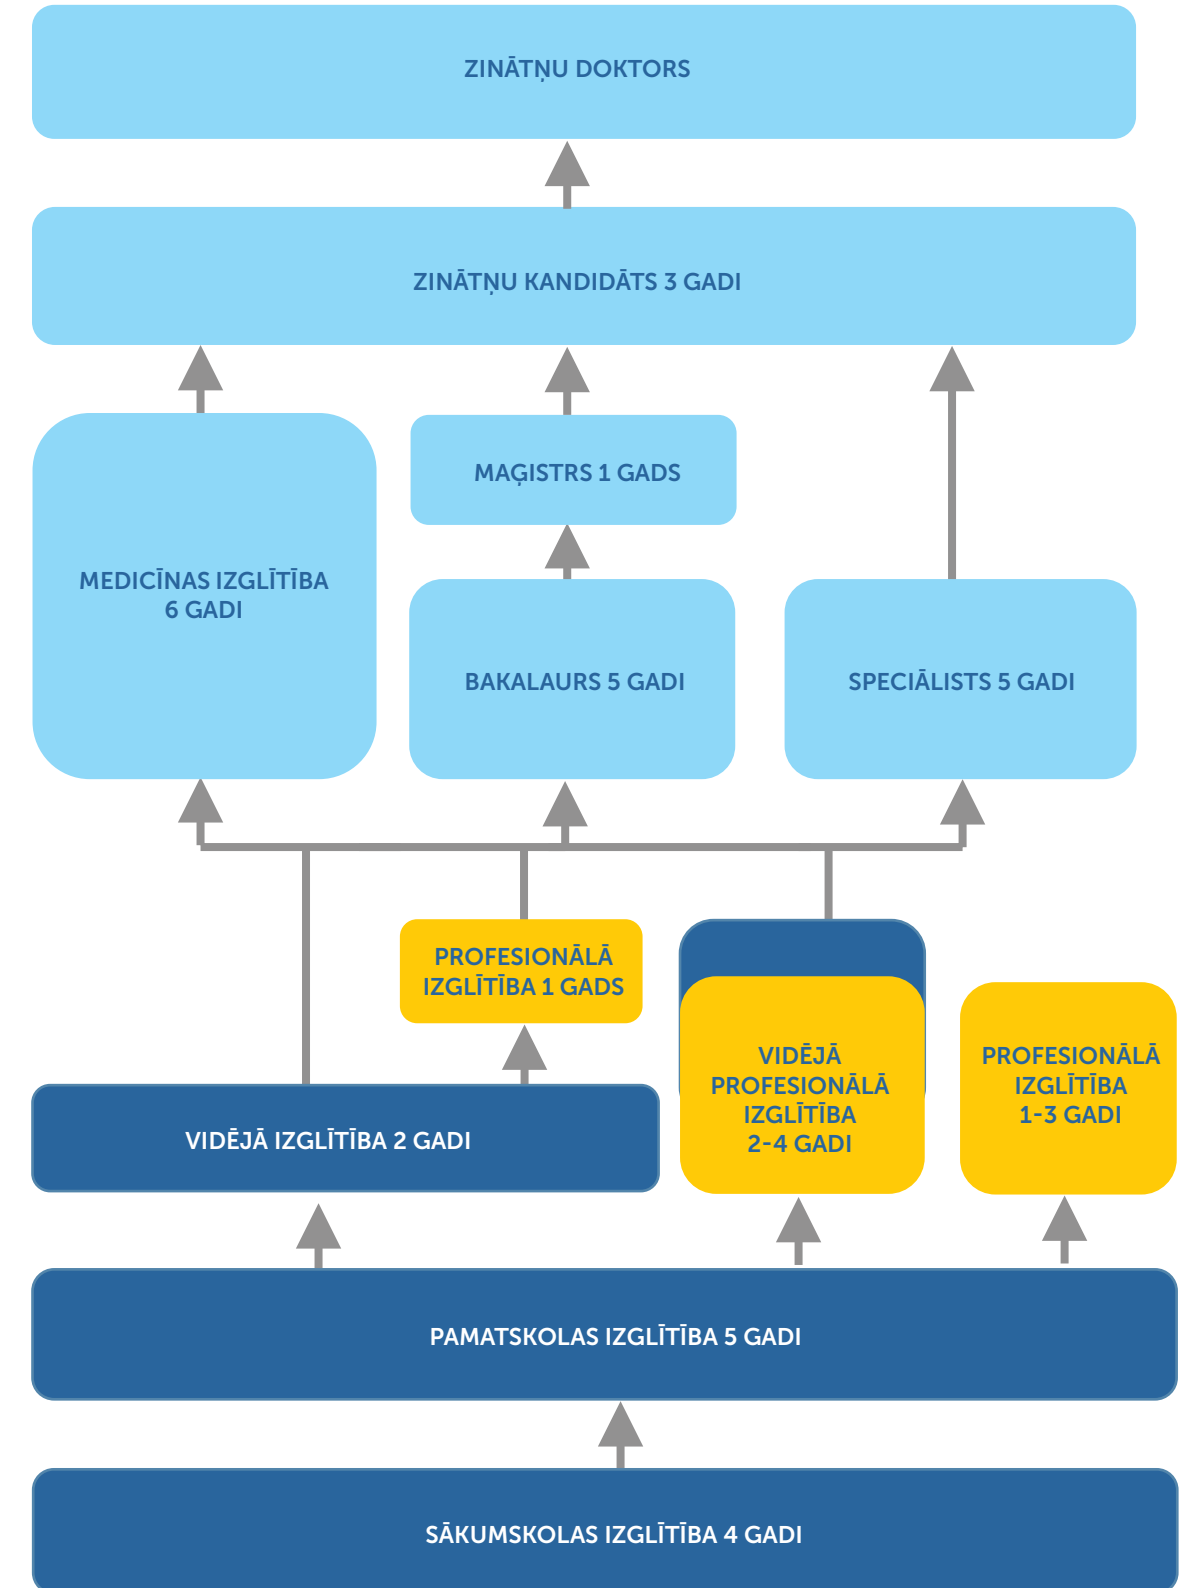 ZINĀTŅU DOKTORS
ZINĀTŅU KANDIDĀTS 3 GADI
MAĢISTRS 1 GADS
MEDICĪNAS IZGLĪTĪBA
6 GADI
BAKALAURS 5 GADI
SPECIĀLISTS 5 GADI
PROFESIONĀLĀ
IZGLĪTĪBA 1 GADS
VIDĒJĀ
PROFESIONĀLĀ
IZGLĪTĪBA
2-4 GADI
PROFESIONĀLĀ
IZGLĪTĪBA
1-3 GADI
VIDĒJĀ IZGLĪTĪBA 2 GADI
PAMATSKOLAS IZGLĪTĪBA 5 GADI
SĀKUMSKOLAS IZGLĪTĪBA 4 GADI